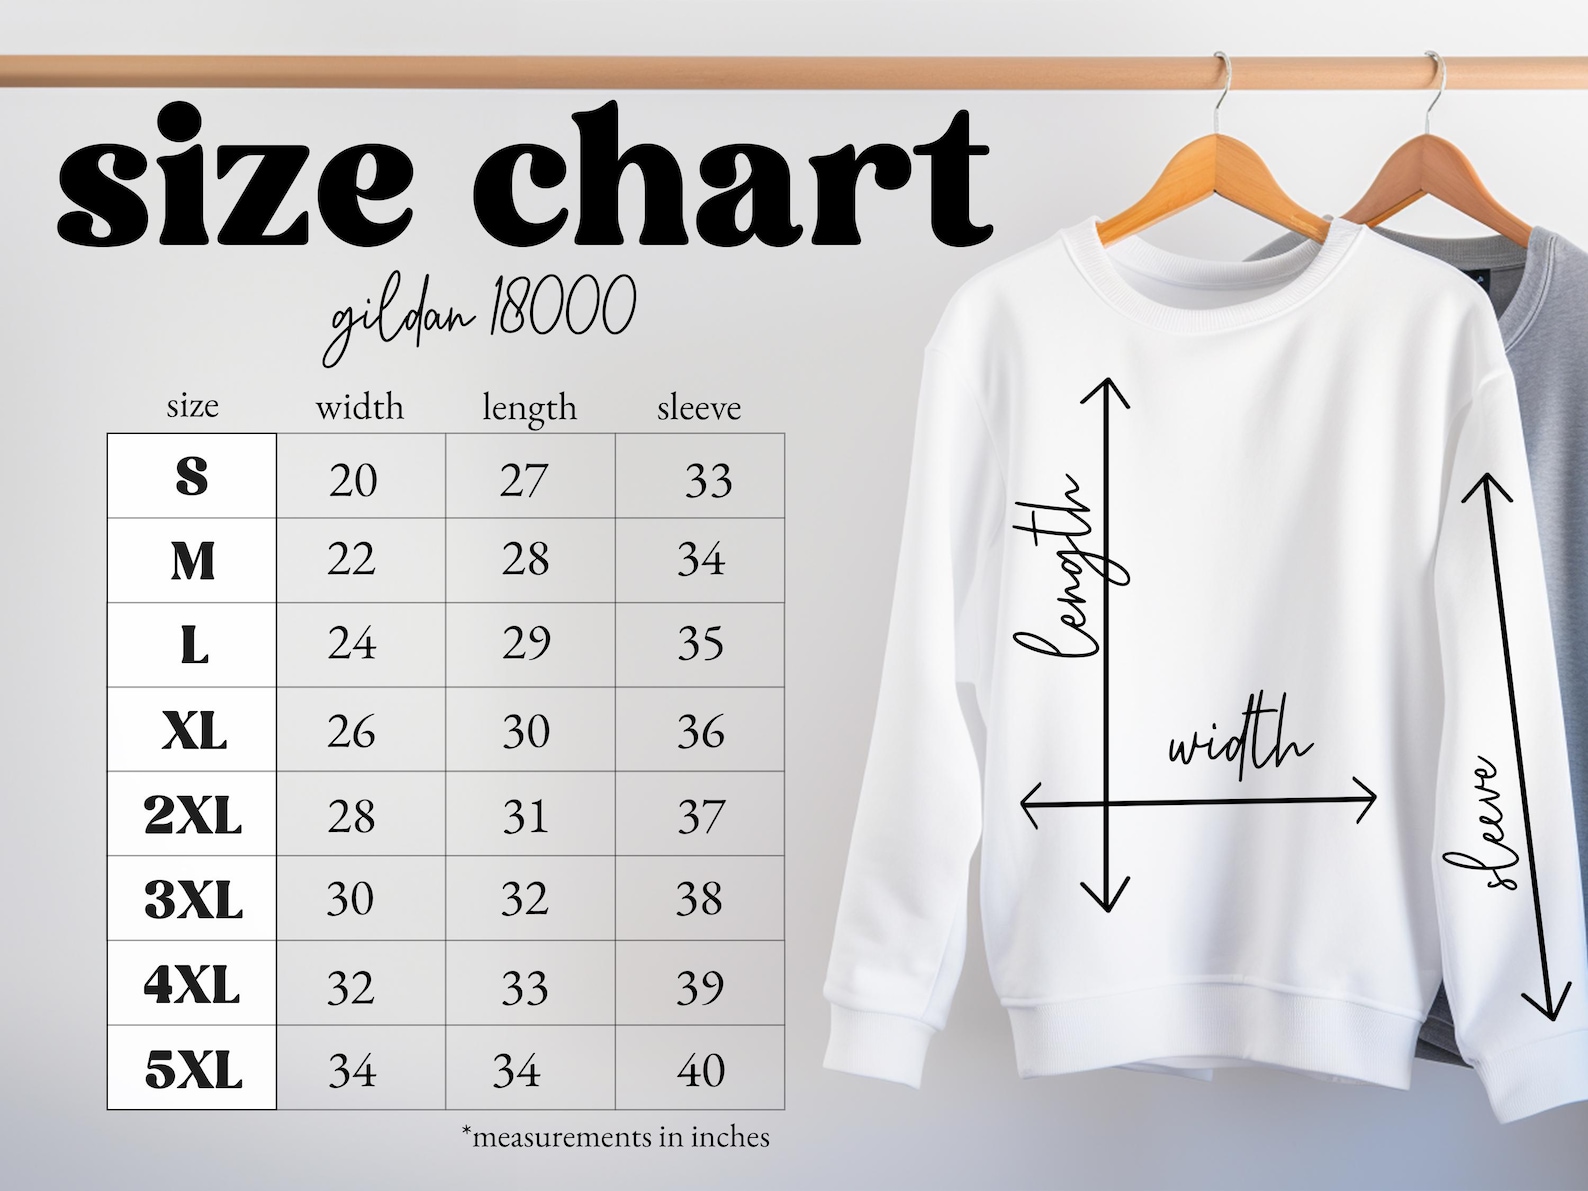 size chart
gildan 18000
size width length sleeve
S 20 27 33
M 22 28 34
L 24 29 35
XL 26 30 36
2XL 28 31 37
3XL 30 32 38
4XL 32 33 39
5XL 34 34 40
*measurements in inches
length
width
sleeve